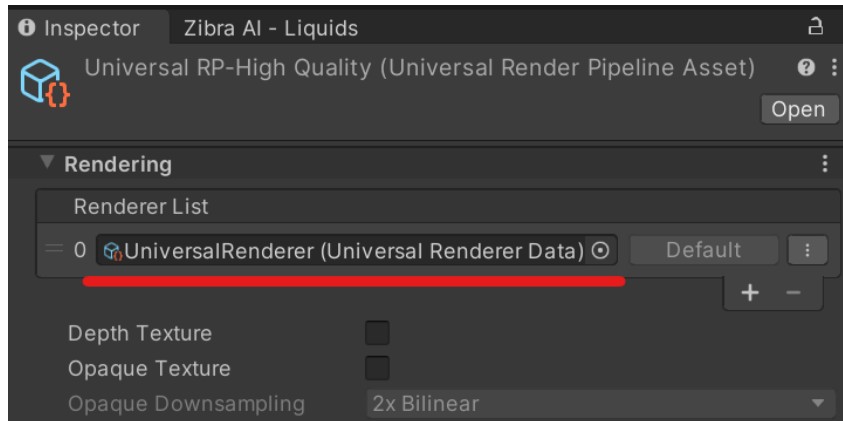 Inspector Zibra AI - Liquids
Universal RP-High Quality (Universal Render Pipeline Asset)
Open
Rendering
Renderer List
0 UniversalRenderer (Universal Renderer Data) Default
Depth Texture
Opaque Texture
Opaque Downsampling 2x Bilinear